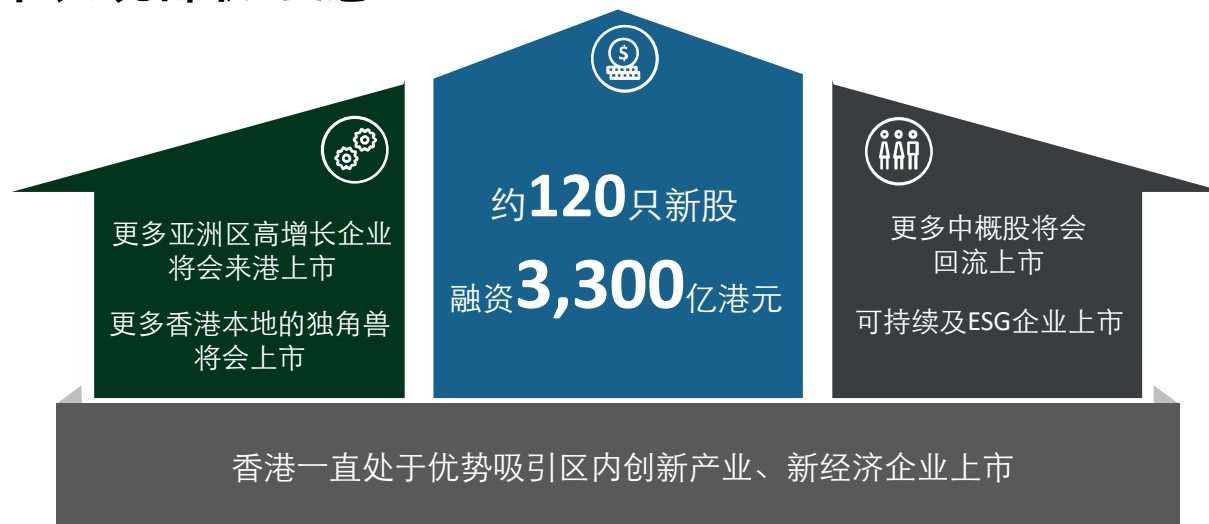 更多亚洲区高增长企业
将会来港上市
更多香港本地的独角兽
将会上市
$
约120只新股
融资3,300亿港元
更多中概股将会
回流上市
可持续及ESG企业上市
香港一直处于优势吸引区内创新产业、新经济企业上市